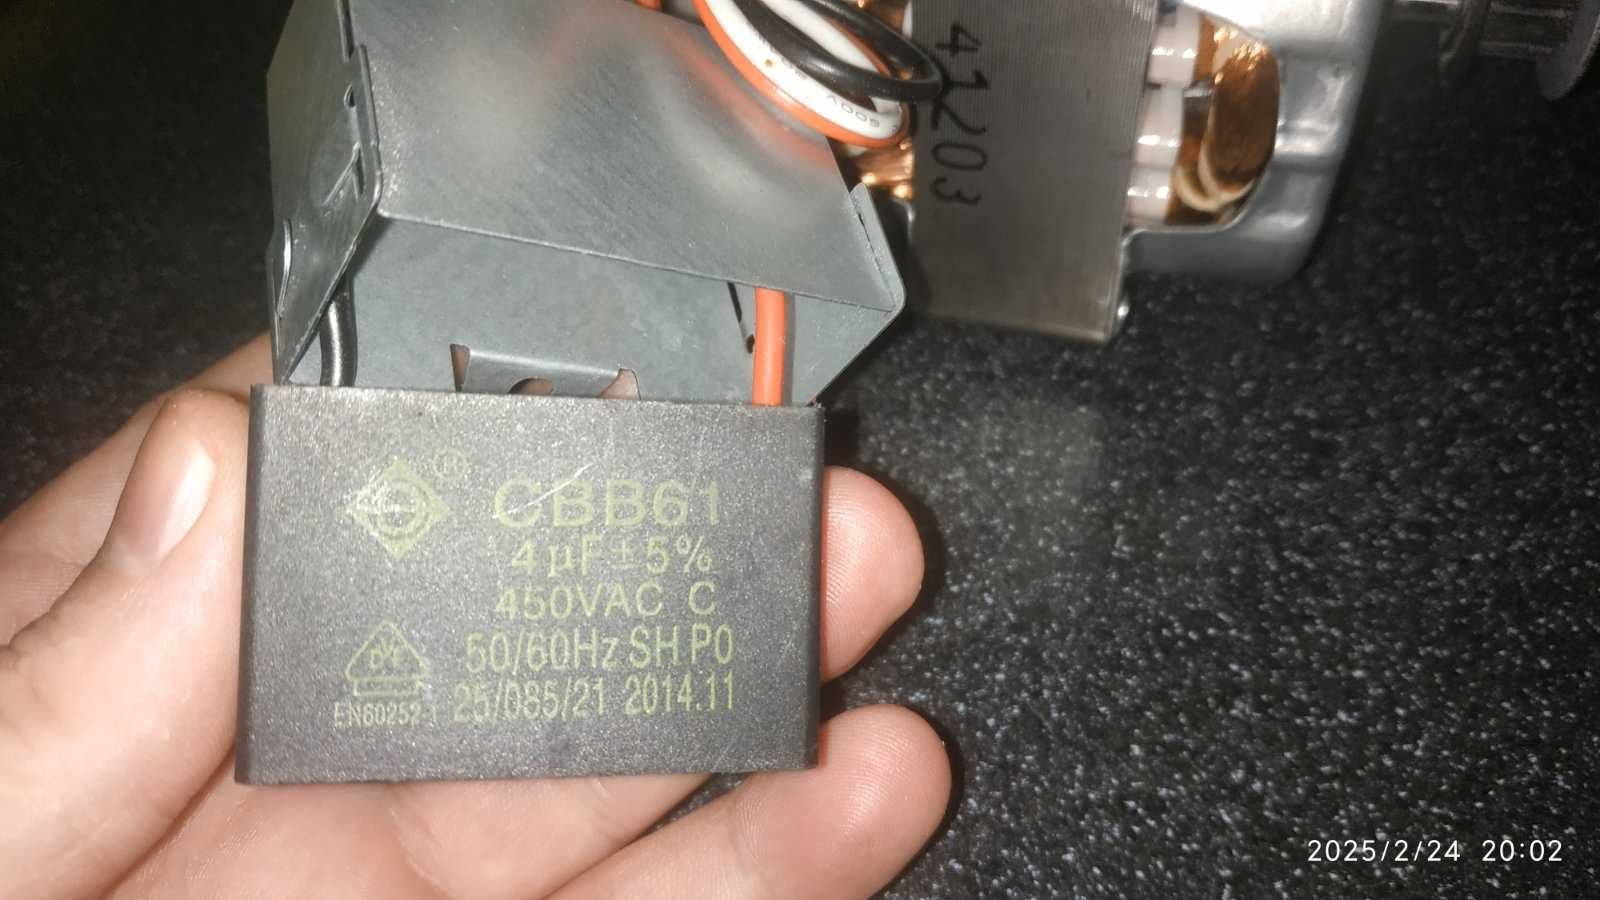 41203
600V
CBB61
4µF±5%
450VAC C
50/60Hz SH P0
25/085/21 2014.11
EN60252-1
2025/2/24 20:02